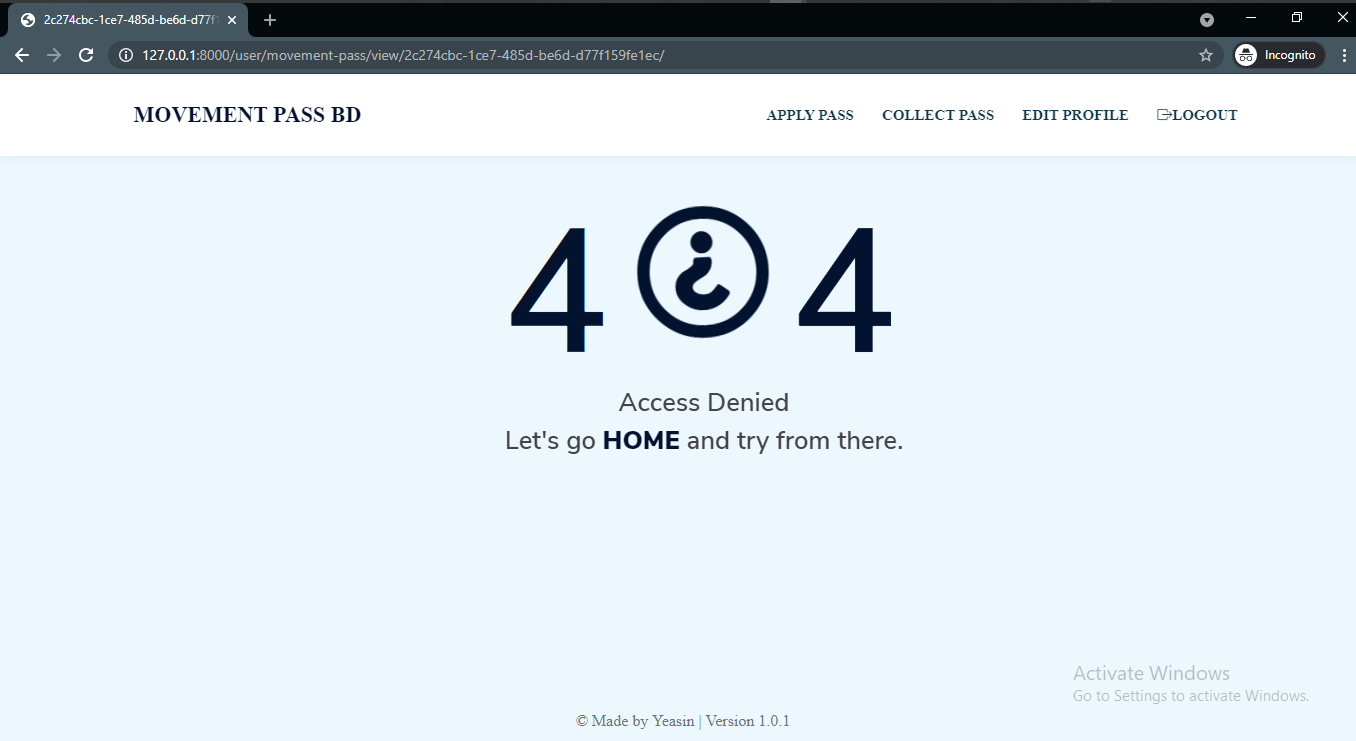 2c274cbc-1ce7-485d-be6d-d77f1
127.0.0.1:8000/user/movement-pass/view/2c274cbc-1ce7-485d-be6d-d77f159fe1ec/
Incognito
MOVEMENT PASS BD
APPLY PASS COLLECT PASS EDIT PROFILE LOGOUT
4 ¿ 4
Access Denied
Let's go HOME and try from there.
Activate Windows
Go to Settings to activate Windows.
© Made by Yeasin | Version 1.0.1